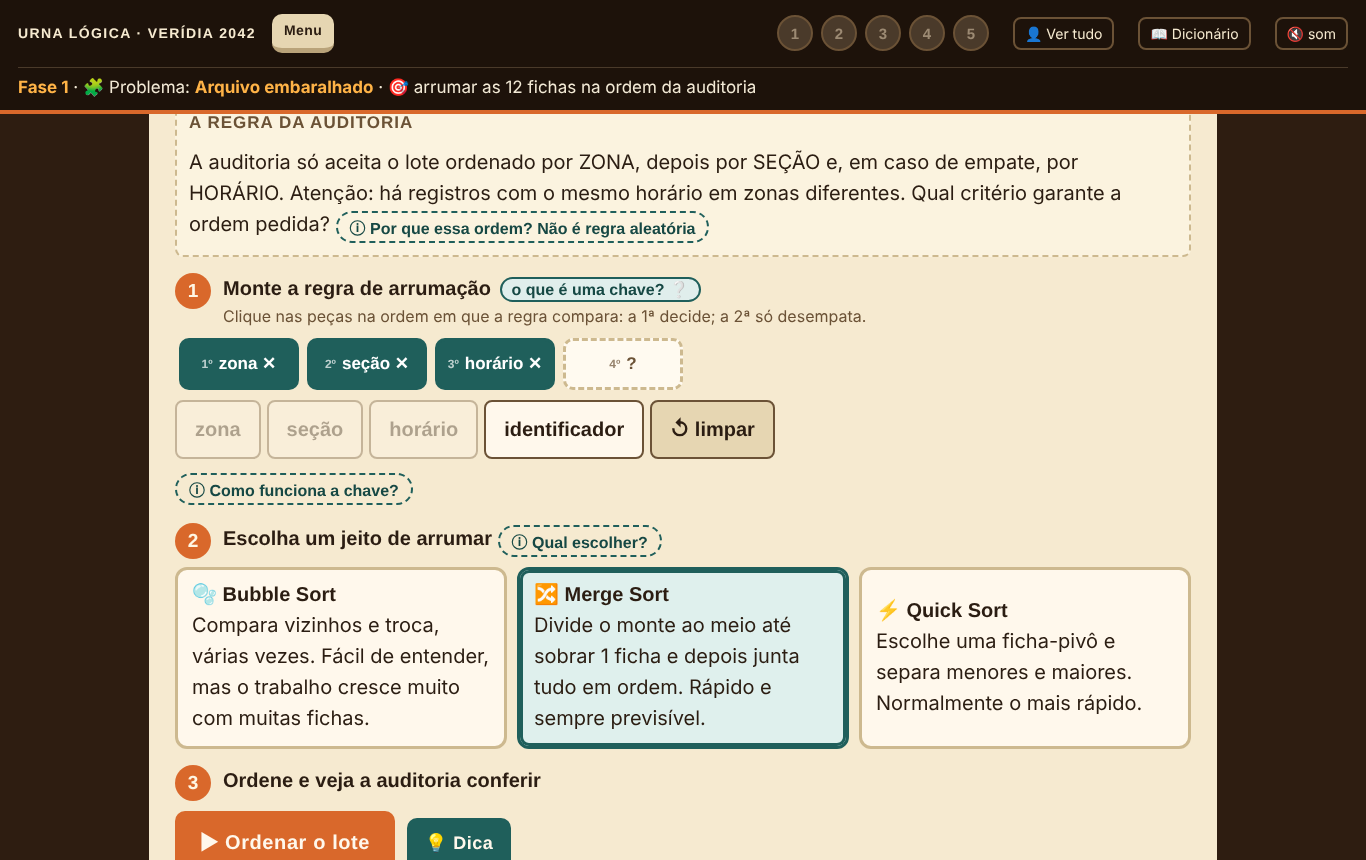 URNA LÓGICA · VERÍDIA 2042 Menu 1 2 3 4 5 👤 Ver tudo 📖 Dicionário 🔇 som
Fase 1 · 🧩 Problema: Arquivo embaralhado · 🎯 arrumar as 12 fichas na ordem da auditoria
A REGRA DA AUDITORIA
A auditoria só aceita o lote ordenado por ZONA, depois por SEÇÃO e, em caso de empate, por
HORÁRIO. Atenção: há registros com o mesmo horário em zonas diferentes. Qual critério garante a
ordem pedida? ⓘ Por que essa ordem? Não é regra aleatória
1 Monte a regra de arrumação o que é uma chave? ❔
Clique nas peças na ordem em que a regra compara: a 1ª decide; a 2ª só desempata.
1º zona ✕ 2º seção ✕ 3º horário ✕ 4º ?
zona seção horário identificador ↺ limpar
ⓘ Como funciona a chave?
2 Escolha um jeito de arrumar ⓘ Qual escolher?
🫧 Bubble Sort
Compara vizinhos e troca,
várias vezes. Fácil de entender,
mas o trabalho cresce muito
com muitas fichas.
🔀 Merge Sort
Divide o monte ao meio até
sobrar 1 ficha e depois junta
tudo em ordem. Rápido e
sempre previsível.
⚡ Quick Sort
Escolhe uma ficha-pivô e
separa menores e maiores.
Normalmente o mais rápido.
3 Ordene e veja a auditoria conferir
▶ Ordenar o lote 💡 Dica